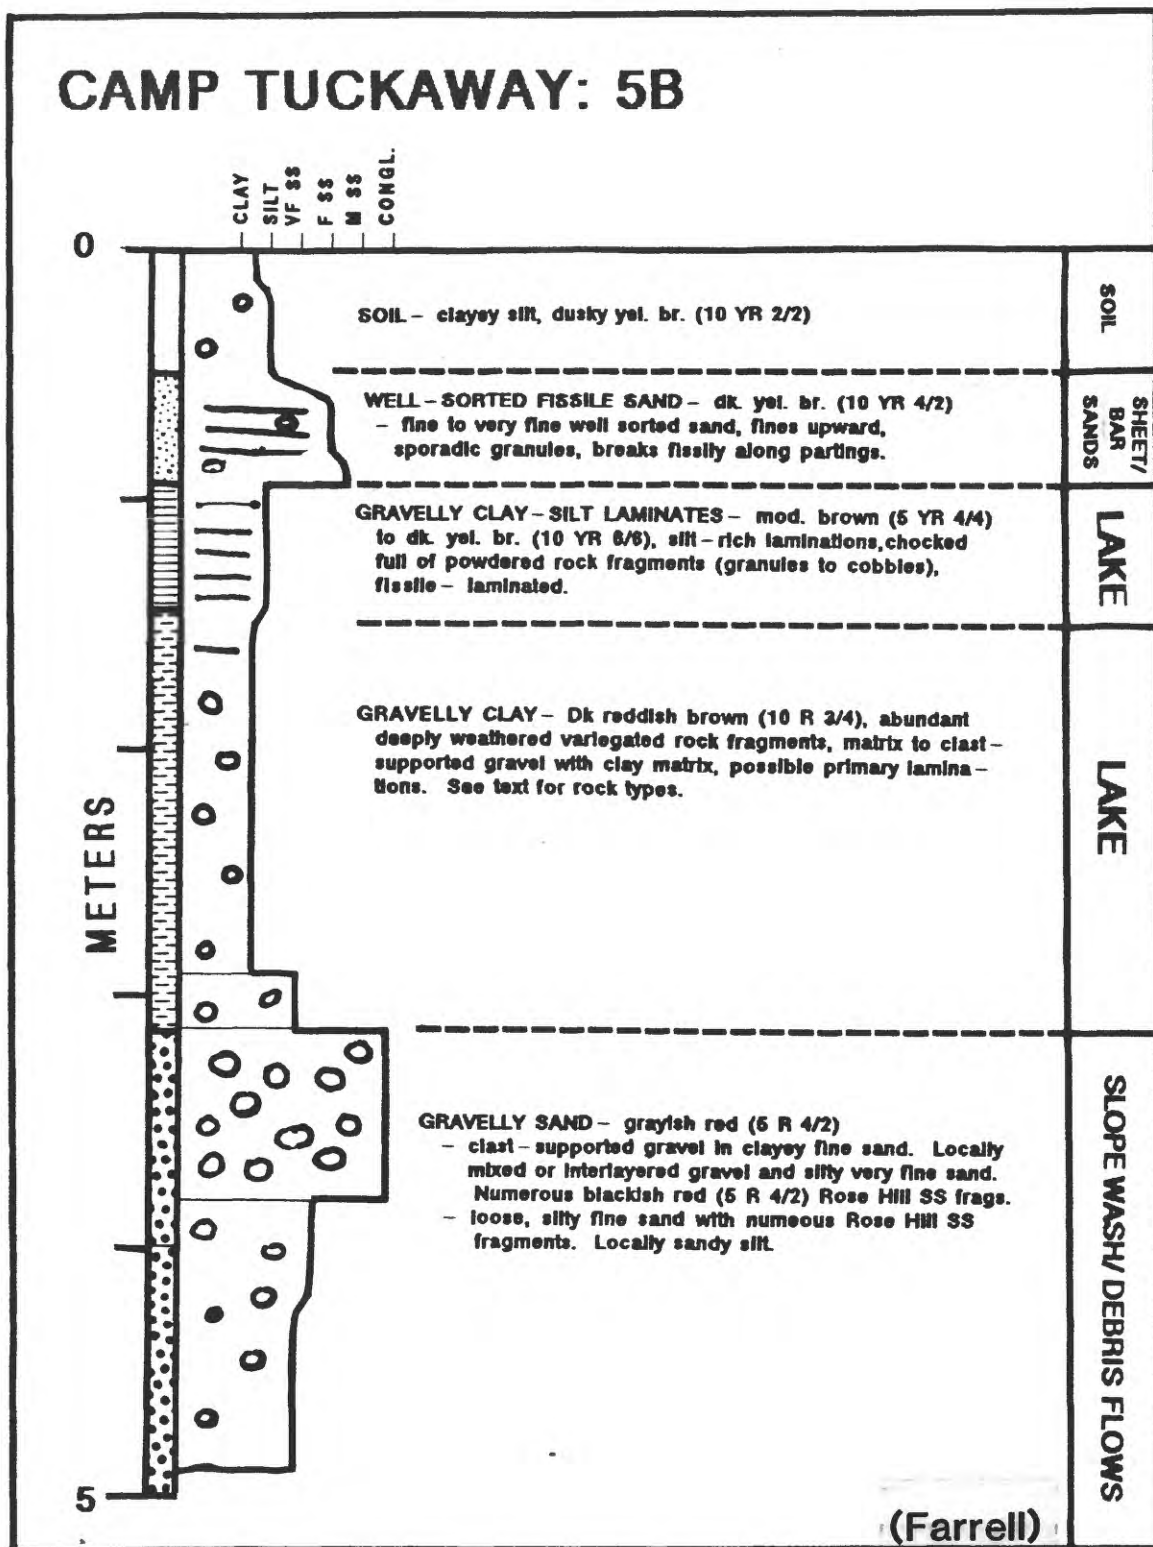 CAMP TUCKAWAY: 5B
CLAY
SILT
VF SS
F SS
M SS
CONGL.
0
SOIL – clayey silt, dusky yel. br. (10 YR 2/2)
SOIL
WELL – SORTED FISSILE SAND – dk. yel. br. (10 YR 4/2)
– fine to very fine well sorted sand, fines upward,
sporadic granules, breaks fissily along partings.
SHEET/
BAR
SANDS
GRAVELLY CLAY – SILT LAMINATES – mod. brown (5 YR 4/4)
to dk. yel. br. (10 YR 6/6), silt – rich laminations, chocked
full of powdered rock fragments (granules to cobbles),
fissile – laminated.
LAKE
GRAVELLY CLAY – Dk reddish brown (10 R 3/4), abundant
deeply weathered variegated rock fragments, matrix to clast –
supported gravel with clay matrix, possible primary lamina –
tions. See text for rock types.
LAKE
METERS
GRAVELLY SAND – grayish red (5 R 4/2)
– clast – supported gravel in clayey fine sand. Locally
mixed or interlayered gravel and silty very fine sand.
Numerous blackish red (5 R 4/2) Rose Hill SS frags.
– loose, silty fine sand with numeous Rose Hill SS
fragments. Locally sandy silt.
SLOPE WASH/ DEBRIS FLOWS
5
(Farrell)